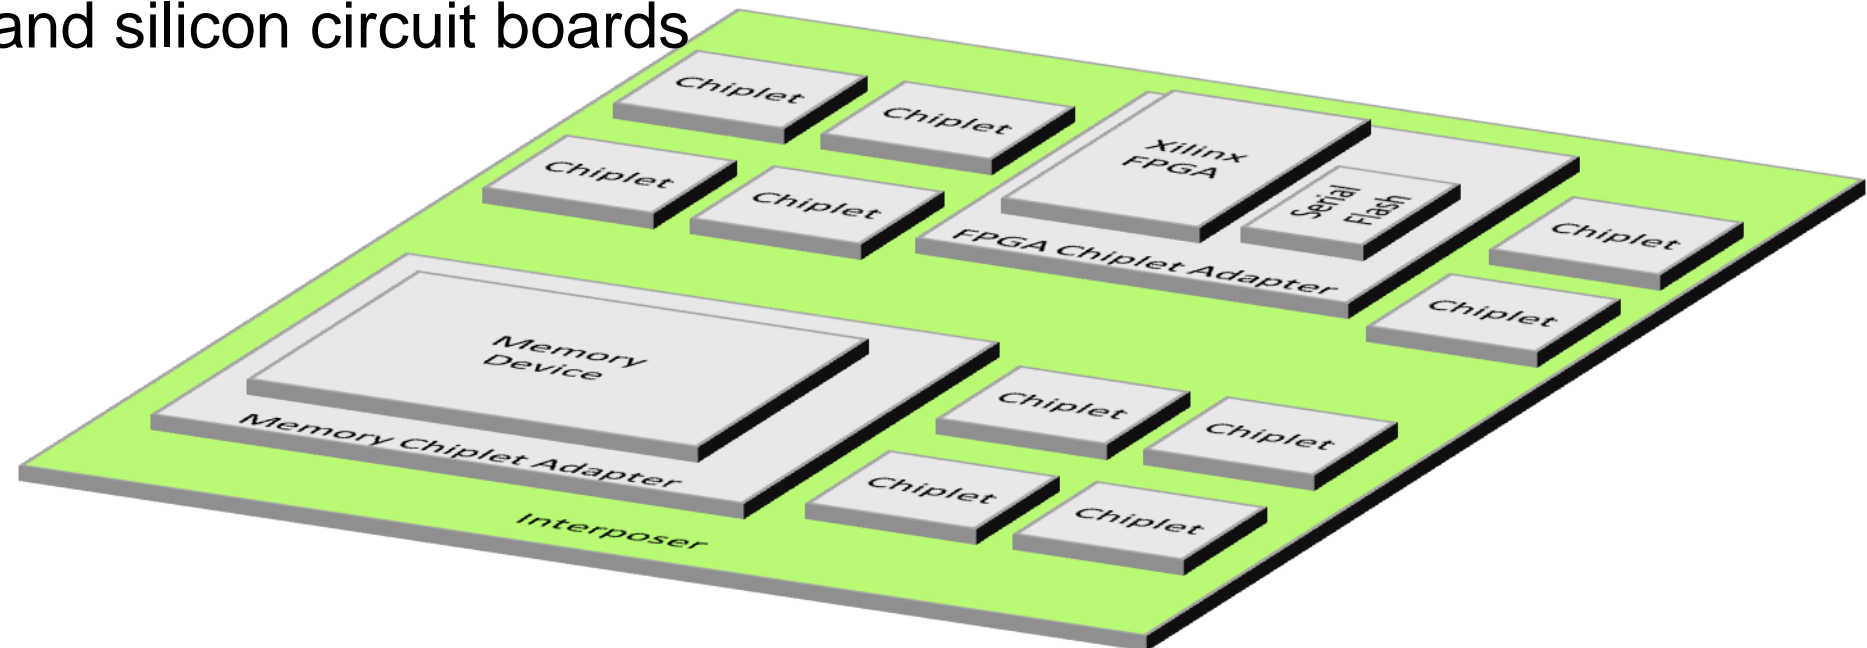 and silicon circuit boards
Chiplet
Chiplet
Xilinx
FPGA
Chiplet
Chiplet
Serial
Flash
Chiplet
FPGA Chiplet Adapter
Chiplet
Memory
Device
Memory Chiplet Adapter
Chiplet
Chiplet
Chiplet
Chiplet
Interposer